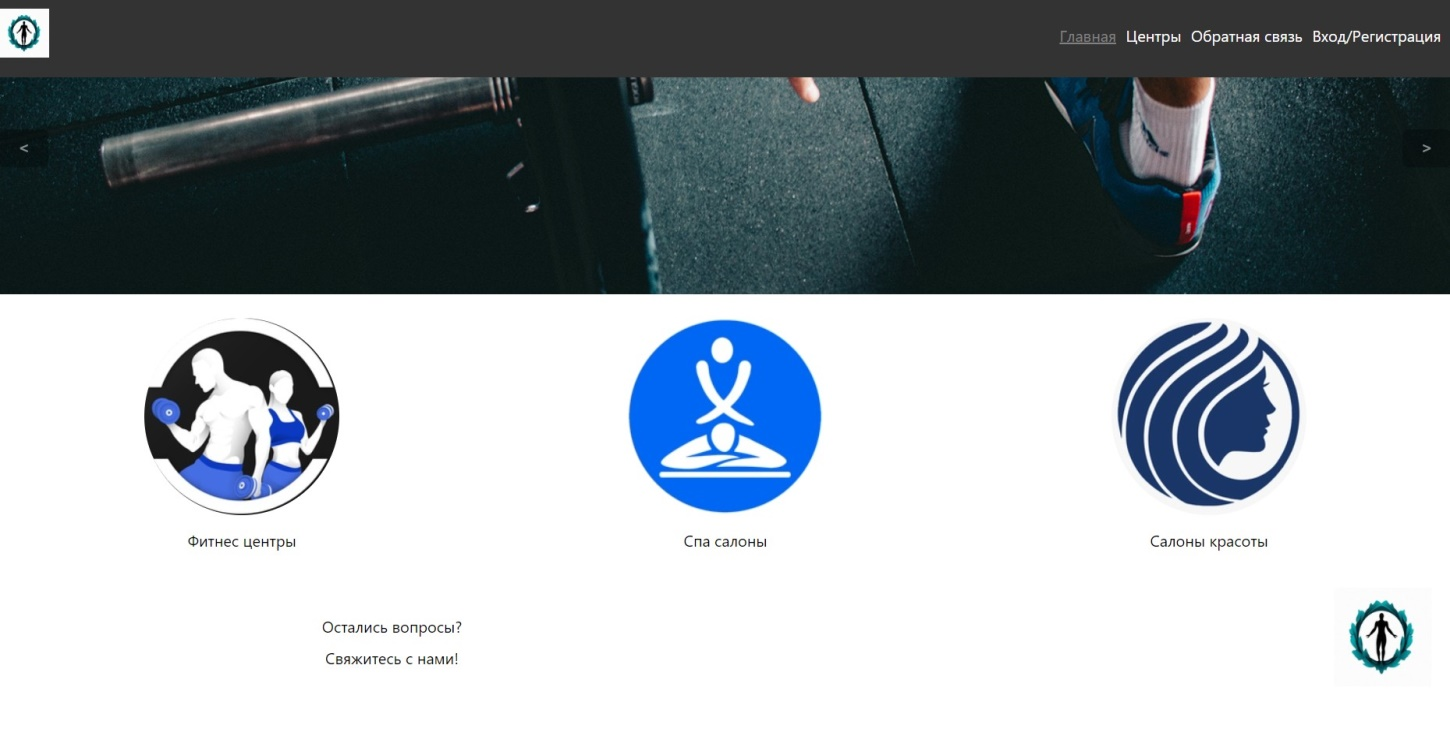 Главная Центры Обратная связь Вход/Регистрация
< >
Фитнес центры Спа салоны Салоны красоты
Остались вопросы?
Свяжитесь с нами!